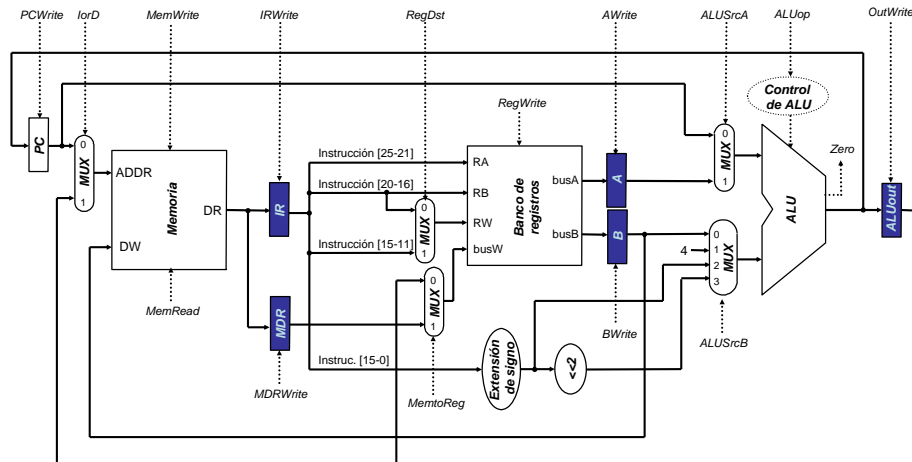 PCWrite
IorD
MemWrite
IRWrite
RegDst
AWrite
ALUSrcA
ALUop
OutWrite
Control
de ALU
RegWrite
Zero
PC
0
MUX
1
ADDR
Memoria
DR
DW
IR
Instrucción [25-21]
Instrucción [20-16]
Instrucción [15-11]
0
MUX
1
RA
RB
RW
busW
Banco de
registros
busA
busB
A
B
0
MUX
1
ALU
ALUout
4
0
1
2
3
MUX
0
MUX
1
MemRead
MDR
MDRWrite
Instruc. [15-0]
MemtoReg
Extensión
de signo
<<2
BWrite
ALUSrcB